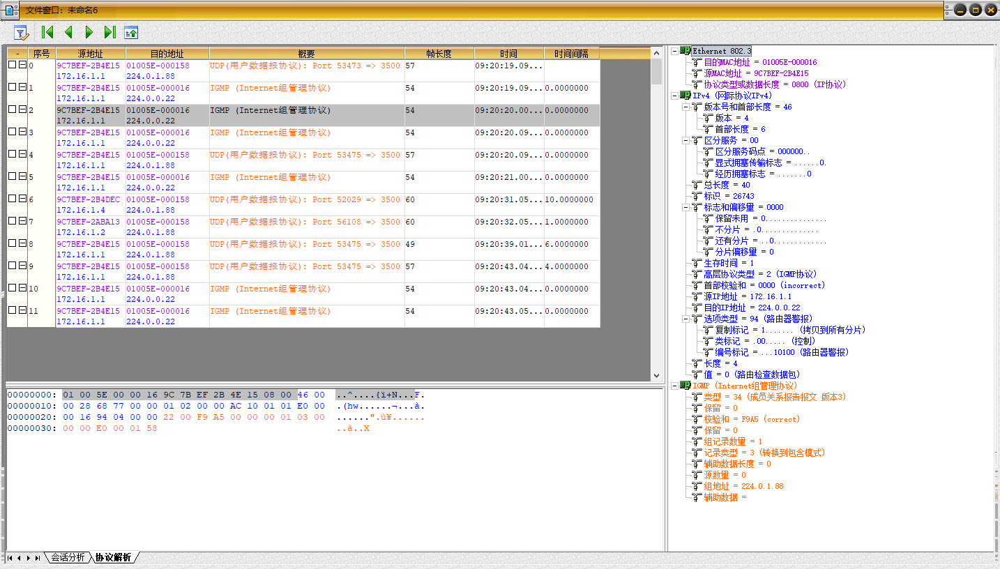 文件窗口: 未命名6
- 序号 源地址 目的地址 概要 帧长度 时间 时间间隔
0 9C7BEF-2B4E15 01005E-000158 UDP(用户数据报协议): Port 53473 => 3500 57 09:20:19.09...
172.16.1.1 224.0.1.88
1 9C7BEF-2B4E15 01005E-000016 IGMP (Internet组管理协议) 54 09:20:19.09... 0.0000000
172.16.1.1 224.0.0.22
2 9C7BEF-2B4E15 01005E-000016 IGMP (Internet组管理协议) 54 09:20:20.00... 0.0000000
172.16.1.1 224.0.0.22
3 9C7BEF-2B4E15 01005E-000016 IGMP (Internet组管理协议) 54 09:20:20.09... 0.0000000
172.16.1.1 224.0.0.22
4 9C7BEF-2B4E15 01005E-000158 UDP(用户数据报协议): Port 53475 => 3500 57 09:20:20.09... 0.0000000
172.16.1.1 224.0.1.88
5 9C7BEF-2B4E15 01005E-000016 IGMP (Internet组管理协议) 54 09:20:21.00... 0.0000000
172.16.1.1 224.0.0.22
6 9C7BEF-2B4DEC 01005E-000158 UDP(用户数据报协议): Port 52029 => 3500 60 09:20:31.05... 10.0000000
172.16.1.4 224.0.1.88
7 9C7BEF-2ABA13 01005E-000158 UDP(用户数据报协议): Port 56108 => 3500 60 09:20:32.05... 1.0000000
172.16.1.2 224.0.1.88
8 9C7BEF-2B4E15 01005E-000158 UDP(用户数据报协议): Port 53475 => 3500 49 09:20:39.01... 6.0000000
172.16.1.1 224.0.1.88
9 9C7BEF-2B4E15 01005E-000158 UDP(用户数据报协议): Port 53475 => 3500 57 09:20:43.04... 4.0000000
172.16.1.1 224.0.1.88
10 9C7BEF-2B4E15 01005E-000016 IGMP (Internet组管理协议) 54 09:20:43.04... 0.0000000
172.16.1.1 224.0.0.22
11 9C7BEF-2B4E15 01005E-000016 IGMP (Internet组管理协议) 54 09:20:43.05... 0.0000000
172.16.1.1 224.0.0.22
00000000: 01 00 5E 00 00 16 9C 7B EF 2B 4E 15 08 00 46 00 ..^....{ï+N...F.
00000010: 00 28 68 77 00 00 01 02 00 00 AC 10 01 01 E0 00 .(hw......¬...à.
00000020: 00 16 94 04 00 00 22 00 F9 A5 00 00 00 01 03 00 ......".ù¥......
00000030: 00 00 E0 00 01 58 ..à..X
会话分析 协议解析
Ethernet 802.3
目的MAC地址 = 01005E-000016
源MAC地址 = 9C7BEF-2B4E15
协议类型或数据长度 = 0800 (IP协议)
IPv4 (网际协议IPv4)
版本号和首部长度 = 46
版本 = 4
首部长度 = 6
区分服务 = 00
区分服务码点 = 000000..
显式拥塞传输标志 = ......0.
经历拥塞标志 = .......0
总长度 = 40
标识 = 26743
标志和偏移量 = 0000
保留未用 = 0...............
不分片 = .0..............
还有分片 = ..0.............
分片偏移量 = 0
生存时间 = 1
高层协议类型 = 2 (IGMP协议)
首部校验和 = 0000 (incorrect)
源IP地址 = 172.16.1.1
目的IP地址 = 224.0.0.22
选项类型 = 94 (路由器警报)
复制标记 = 1....... (拷贝到所有分片)
类标记 = .00..... (控制)
编号标记 = ...10100 (路由器警报)
长度 = 4
值 = 0 (路由检查数据包)
IGMP (Internet组管理协议)
类型 = 34 (成员关系报告报文 版本3)
保留 = 0
校验和 = F9A5 (correct)
保留 = 0
组记录数量 = 1
记录类型 = 3 (转换到包含模式)
辅助数据长度 = 0
源数量 = 0
组地址 = 224.0.1.88
辅助数据 =